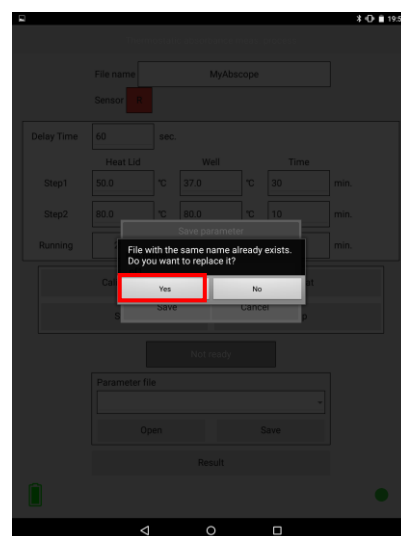 19:5
File name MyAbscope
Sensor R
Delay Time 60 sec.
Heat Lid Well Time
Step1 50.0 ℃ 37.0 ℃ 30 min.
Step2 80.0 ℃ 80.0 ℃ 10 min.
Save parameter
Running min.
File with the same name already exists.
Do you want to replace it?
Yes No
Save Cancel
Not ready
Parameter file
Open Save
Result